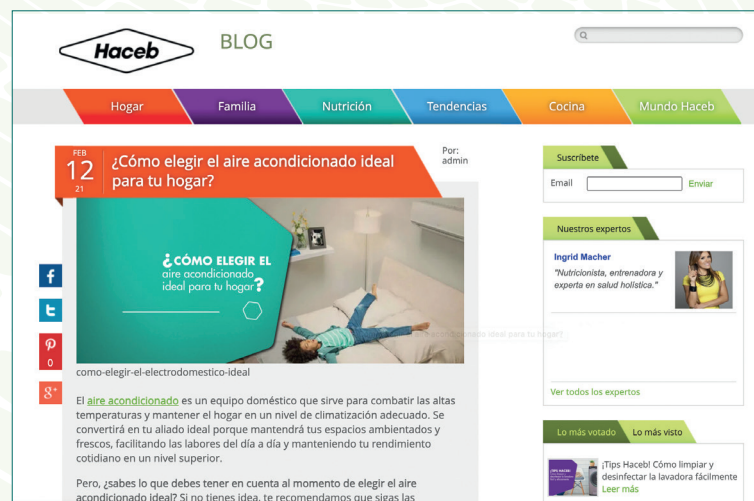 Haceb
BLOG
Hogar
Familia
Nutrición
Tendencias
Cocina
Mundo Haceb
FEB
12
21
¿Cómo elegir el aire acondicionado ideal
para tu hogar?
Por:
admin
¿CÓMO ELEGIR EL
aire acondicionado
ideal para tu hogar?
0
como-elegir-el-electrodomestico-ideal
El aire acondicionado es un equipo doméstico que sirve para combatir las altas
temperaturas y mantener el hogar en un nivel de climatización adecuado. Se
convertirá en tu aliado ideal porque mantendrá tus espacios ambientados y
frescos, facilitando las labores del día a día y manteniendo tu rendimiento
cotidiano en un nivel superior.
Pero, ¿sabes lo que debes tener en cuenta al momento de elegir el aire
acondicionado ideal? Si no tienes idea, te recomendamos que sigas las
Suscríbete
Email
Enviar
Nuestros expertos
Ingrid Macher
"Nutricionista, entrenadora y
experta en salud holística."
Ver todos los expertos
Lo más votado
Lo más visto
¡Tips Haceb! Cómo limpiar y
desinfectar la lavadora fácilmente
Leer más